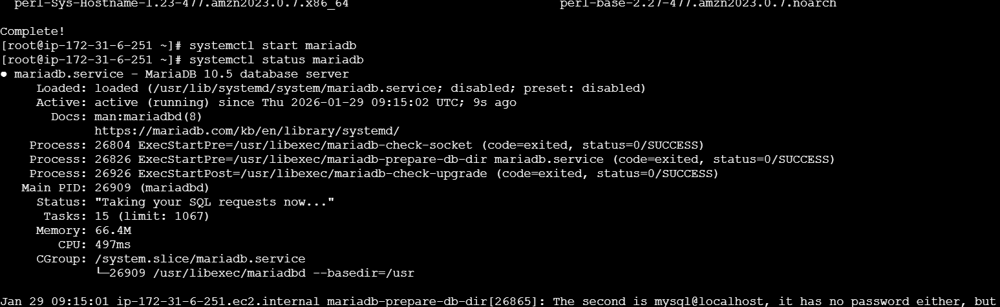 perl-Sys-Hostname-1.23-477.amzn2023.0.7.x86_64 perl-base-2.27-477.amzn2023.0.7.noarch
Complete!
[root@ip-172-31-6-251 ~]# systemctl start mariadb
[root@ip-172-31-6-251 ~]# systemctl status mariadb
● mariadb.service - MariaDB 10.5 database server
Loaded: loaded (/usr/lib/systemd/system/mariadb.service; disabled; preset: disabled)
Active: active (running) since Thu 2026-01-29 09:15:02 UTC; 9s ago
Docs: man:mariadbd(8)
https://mariadb.com/kb/en/library/systemd/
Process: 26804 ExecStartPre=/usr/libexec/mariadb-check-socket (code=exited, status=0/SUCCESS)
Process: 26826 ExecStartPre=/usr/libexec/mariadb-prepare-db-dir mariadb.service (code=exited, status=0/SUCCESS)
Process: 26926 ExecStartPost=/usr/libexec/mariadb-check-upgrade (code=exited, status=0/SUCCESS)
Main PID: 26909 (mariadbd)
Status: "Taking your SQL requests now..."
Tasks: 15 (limit: 1067)
Memory: 66.4M
CPU: 497ms
CGroup: /system.slice/mariadb.service
└─26909 /usr/libexec/mariadbd --basedir=/usr
Jan 29 09:15:01 ip-172-31-6-251.ec2.internal mariadb-prepare-db-dir[26865]: The second is mysql@localhost, it has no password either, but